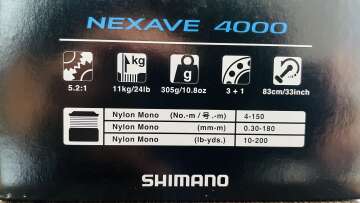 NEXAVE 4000
kg g
5.2:1 11kg/24lb 305g/10.8oz 3 + 1 83cm/33inch
Nylon Mono (No.-m / 号.-m) 4-150
Nylon Mono (mm-m) 0.30-180
Nylon Mono (lb-yds.) 10-200
SHIMANO